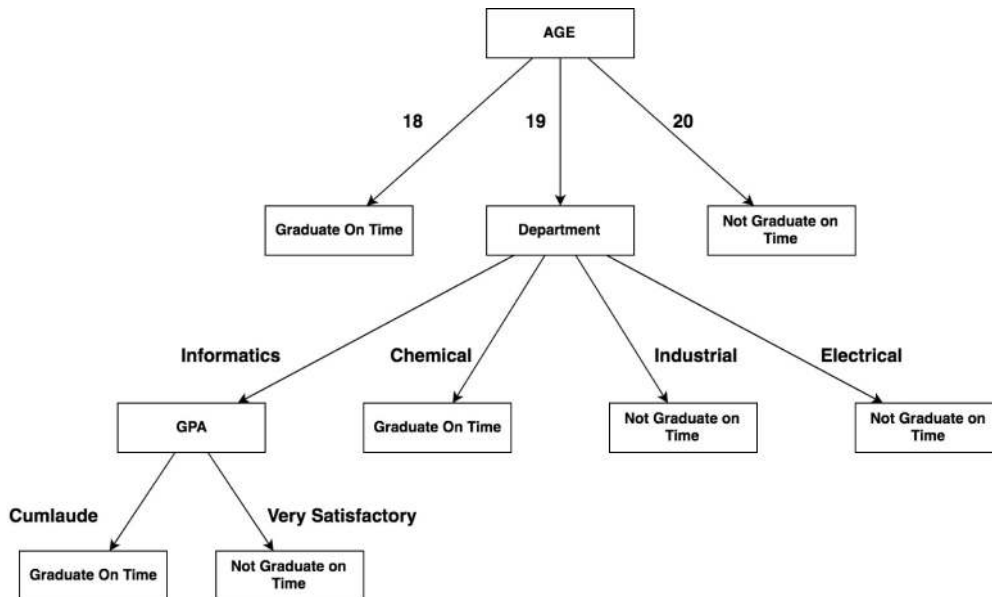 AGE
18
19
20
Graduate On Time
Department
Not Graduate on
Time
Informatics
Chemical
Industrial
Electrical
GPA
Graduate On Time
Not Graduate on
Time
Not Graduate on
Time
Cumlaude
Very Satisfactory
Graduate On Time
Not Graduate on
Time